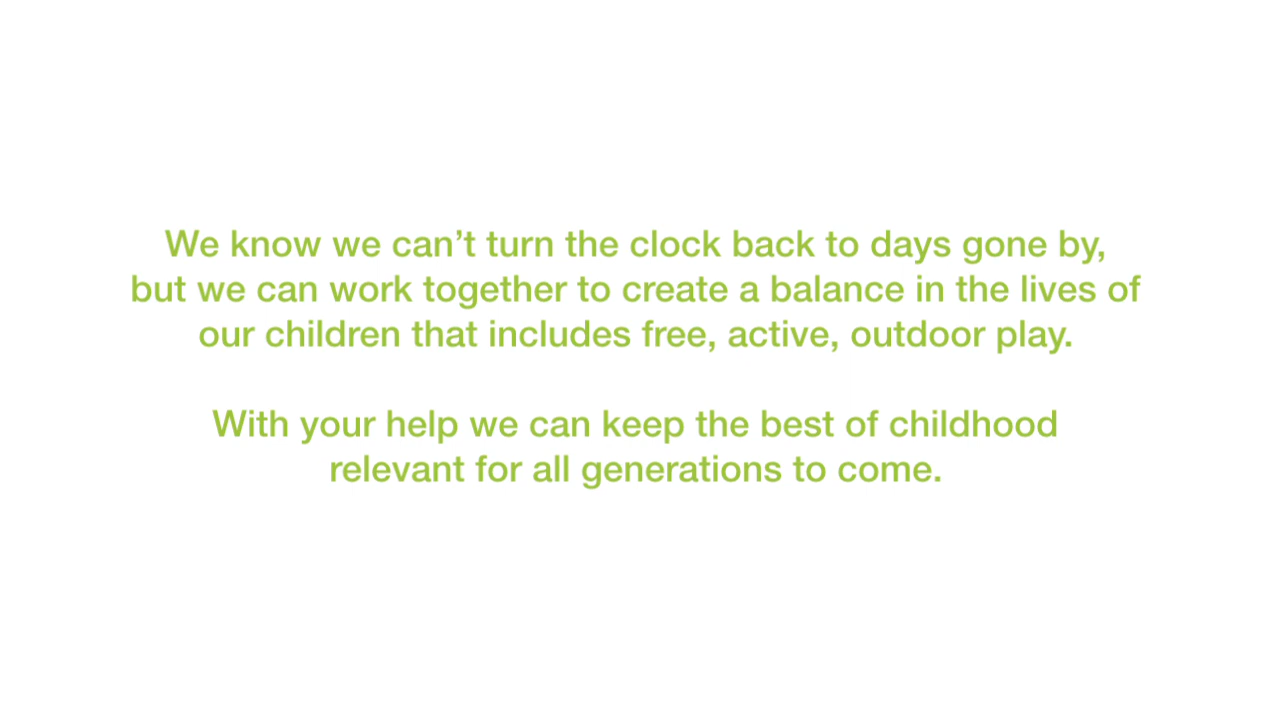 We know we can’t turn the clock back to days gone by,
but we can work together to create a balance in the lives of
our children that includes free, active, outdoor play.
With your help we can keep the best of childhood
relevant for all generations to come.